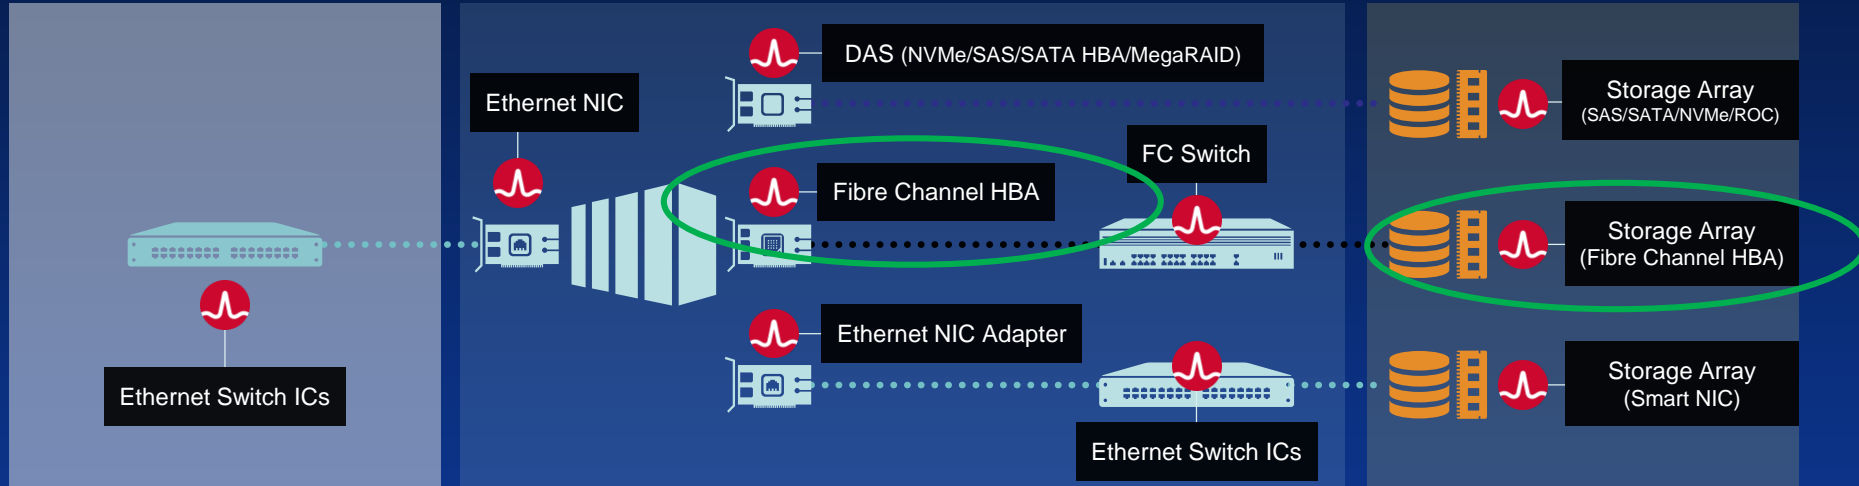 DAS (NVMe/SAS/SATA HBA/MegaRAID)
Ethernet NIC
Storage Array
(SAS/SATA/NVMe/ROC)
FC Switch
Fibre Channel HBA
Storage Array
(Fibre Channel HBA)
Ethernet NIC Adapter
Ethernet Switch ICs
Storage Array
(Smart NIC)
Ethernet Switch ICs